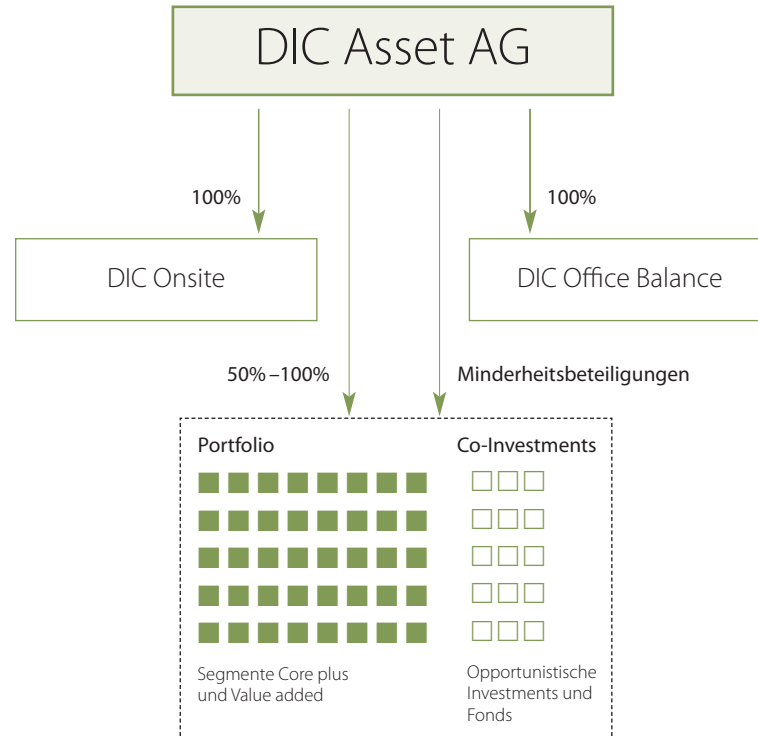 DIC Asset AG
100%
100%
DIC Onsite
DIC Office Balance
50% – 100%
Minderheitsbeteiligungen
Portfolio
Co-Investments
Segmente Core plus
und Value added
Opportunistische
Investments und
Fonds